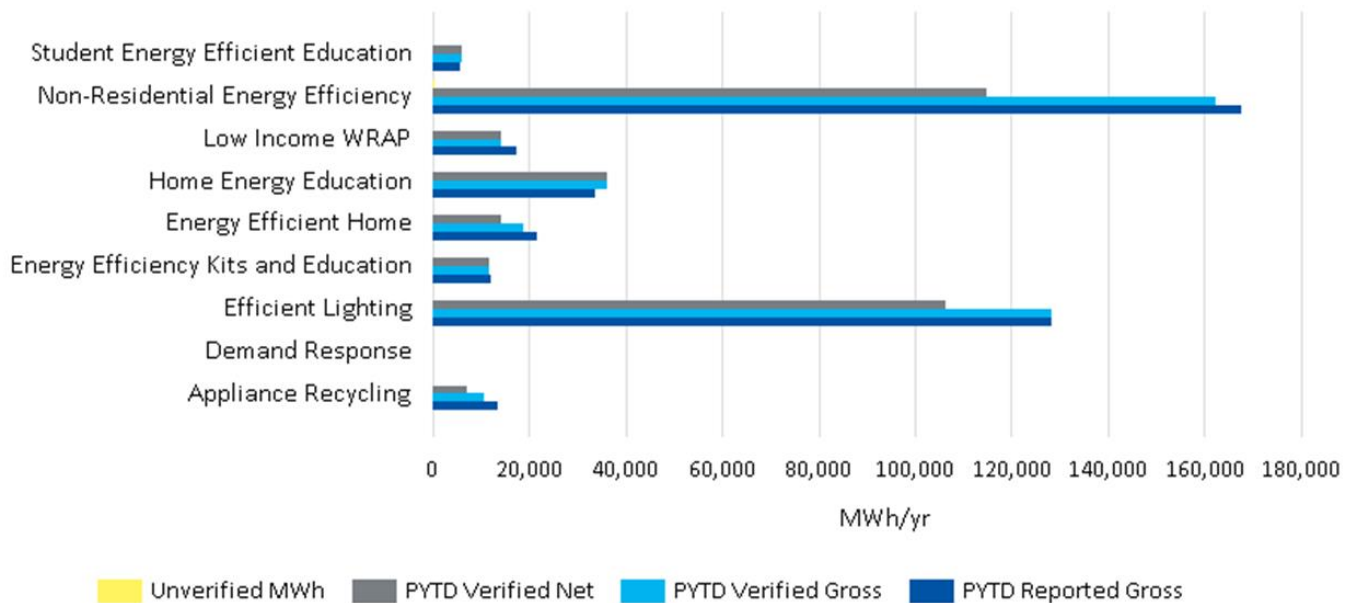 Student Energy Efficient Education
Non-Residential Energy Efficiency
Low Income WRAP
Home Energy Education
Energy Efficient Home
Energy Efficiency Kits and Education
Efficient Lighting
Demand Response
Appliance Recycling
0 20,000 40,000 60,000 80,000 100,000 120,000 140,000 160,000 180,000
MWh/yr
Unverified MWh PYTD Verified Net PYTD Verified Gross PYTD Reported Gross